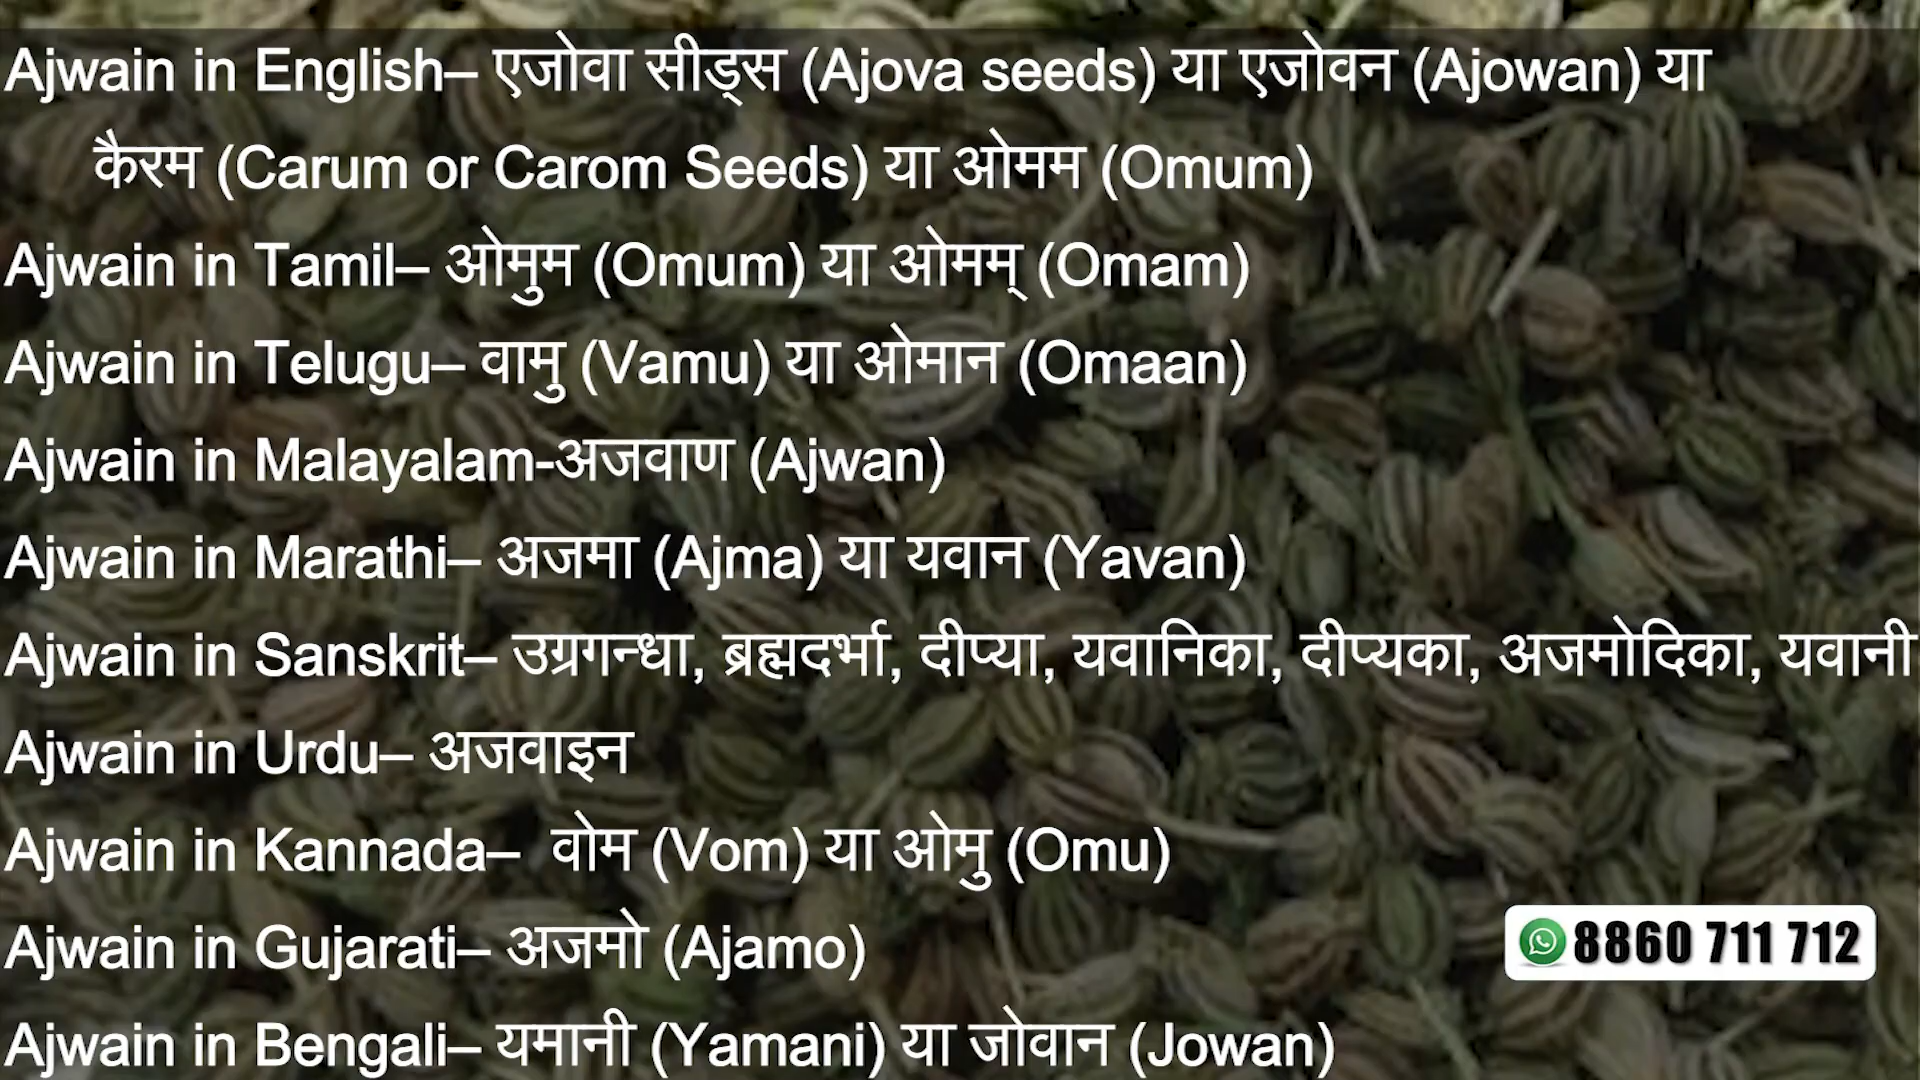 Ajwain in English– एजोवा सीड्स (Ajova seeds) या एजोवन (Ajowan) या
कैरम (Carum or Carom Seeds) या ओमम (Omum)
Ajwain in Tamil– ओमुम (Omum) या ओमम् (Omam)
Ajwain in Telugu– वामु (Vamu) या ओमान (Omaan)
Ajwain in Malayalam-अजवाण (Ajwan)
Ajwain in Marathi– अजमा (Ajma) या यवान (Yavan)
Ajwain in Sanskrit– उग्रगन्धा, ब्रह्मदर्भा, दीप्या, यवानिका, दीप्यका, अजमोदिका, यवानी
Ajwain in Urdu– अजवाइन
Ajwain in Kannada– वोम (Vom) या ओमु (Omu)
Ajwain in Gujarati– अजमो (Ajamo)
8860 711 712
Ajwain in Bengali– यमानी (Yamani) या जोवान (Jowan)